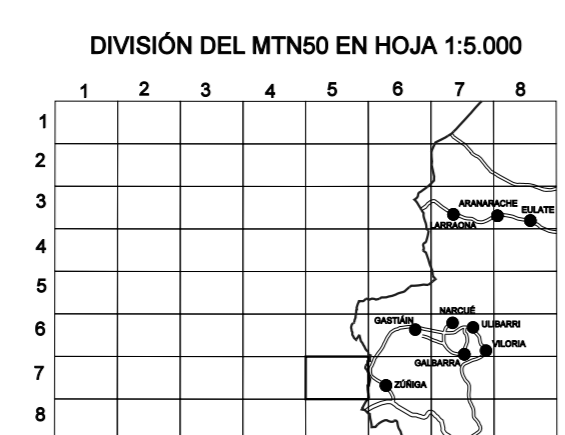 DIVISIÓN DEL MTN50 EN HOJA 1:5.000
1 2 3 4 5 6 7 8
1
2
3
ARANARACHE
EULATE
LARRAONA
4
5
6
GASTIÁIN
NARCUÉ
ULIBARRI
VILORIA
GALBARRA
7
ZÚÑIGA
8